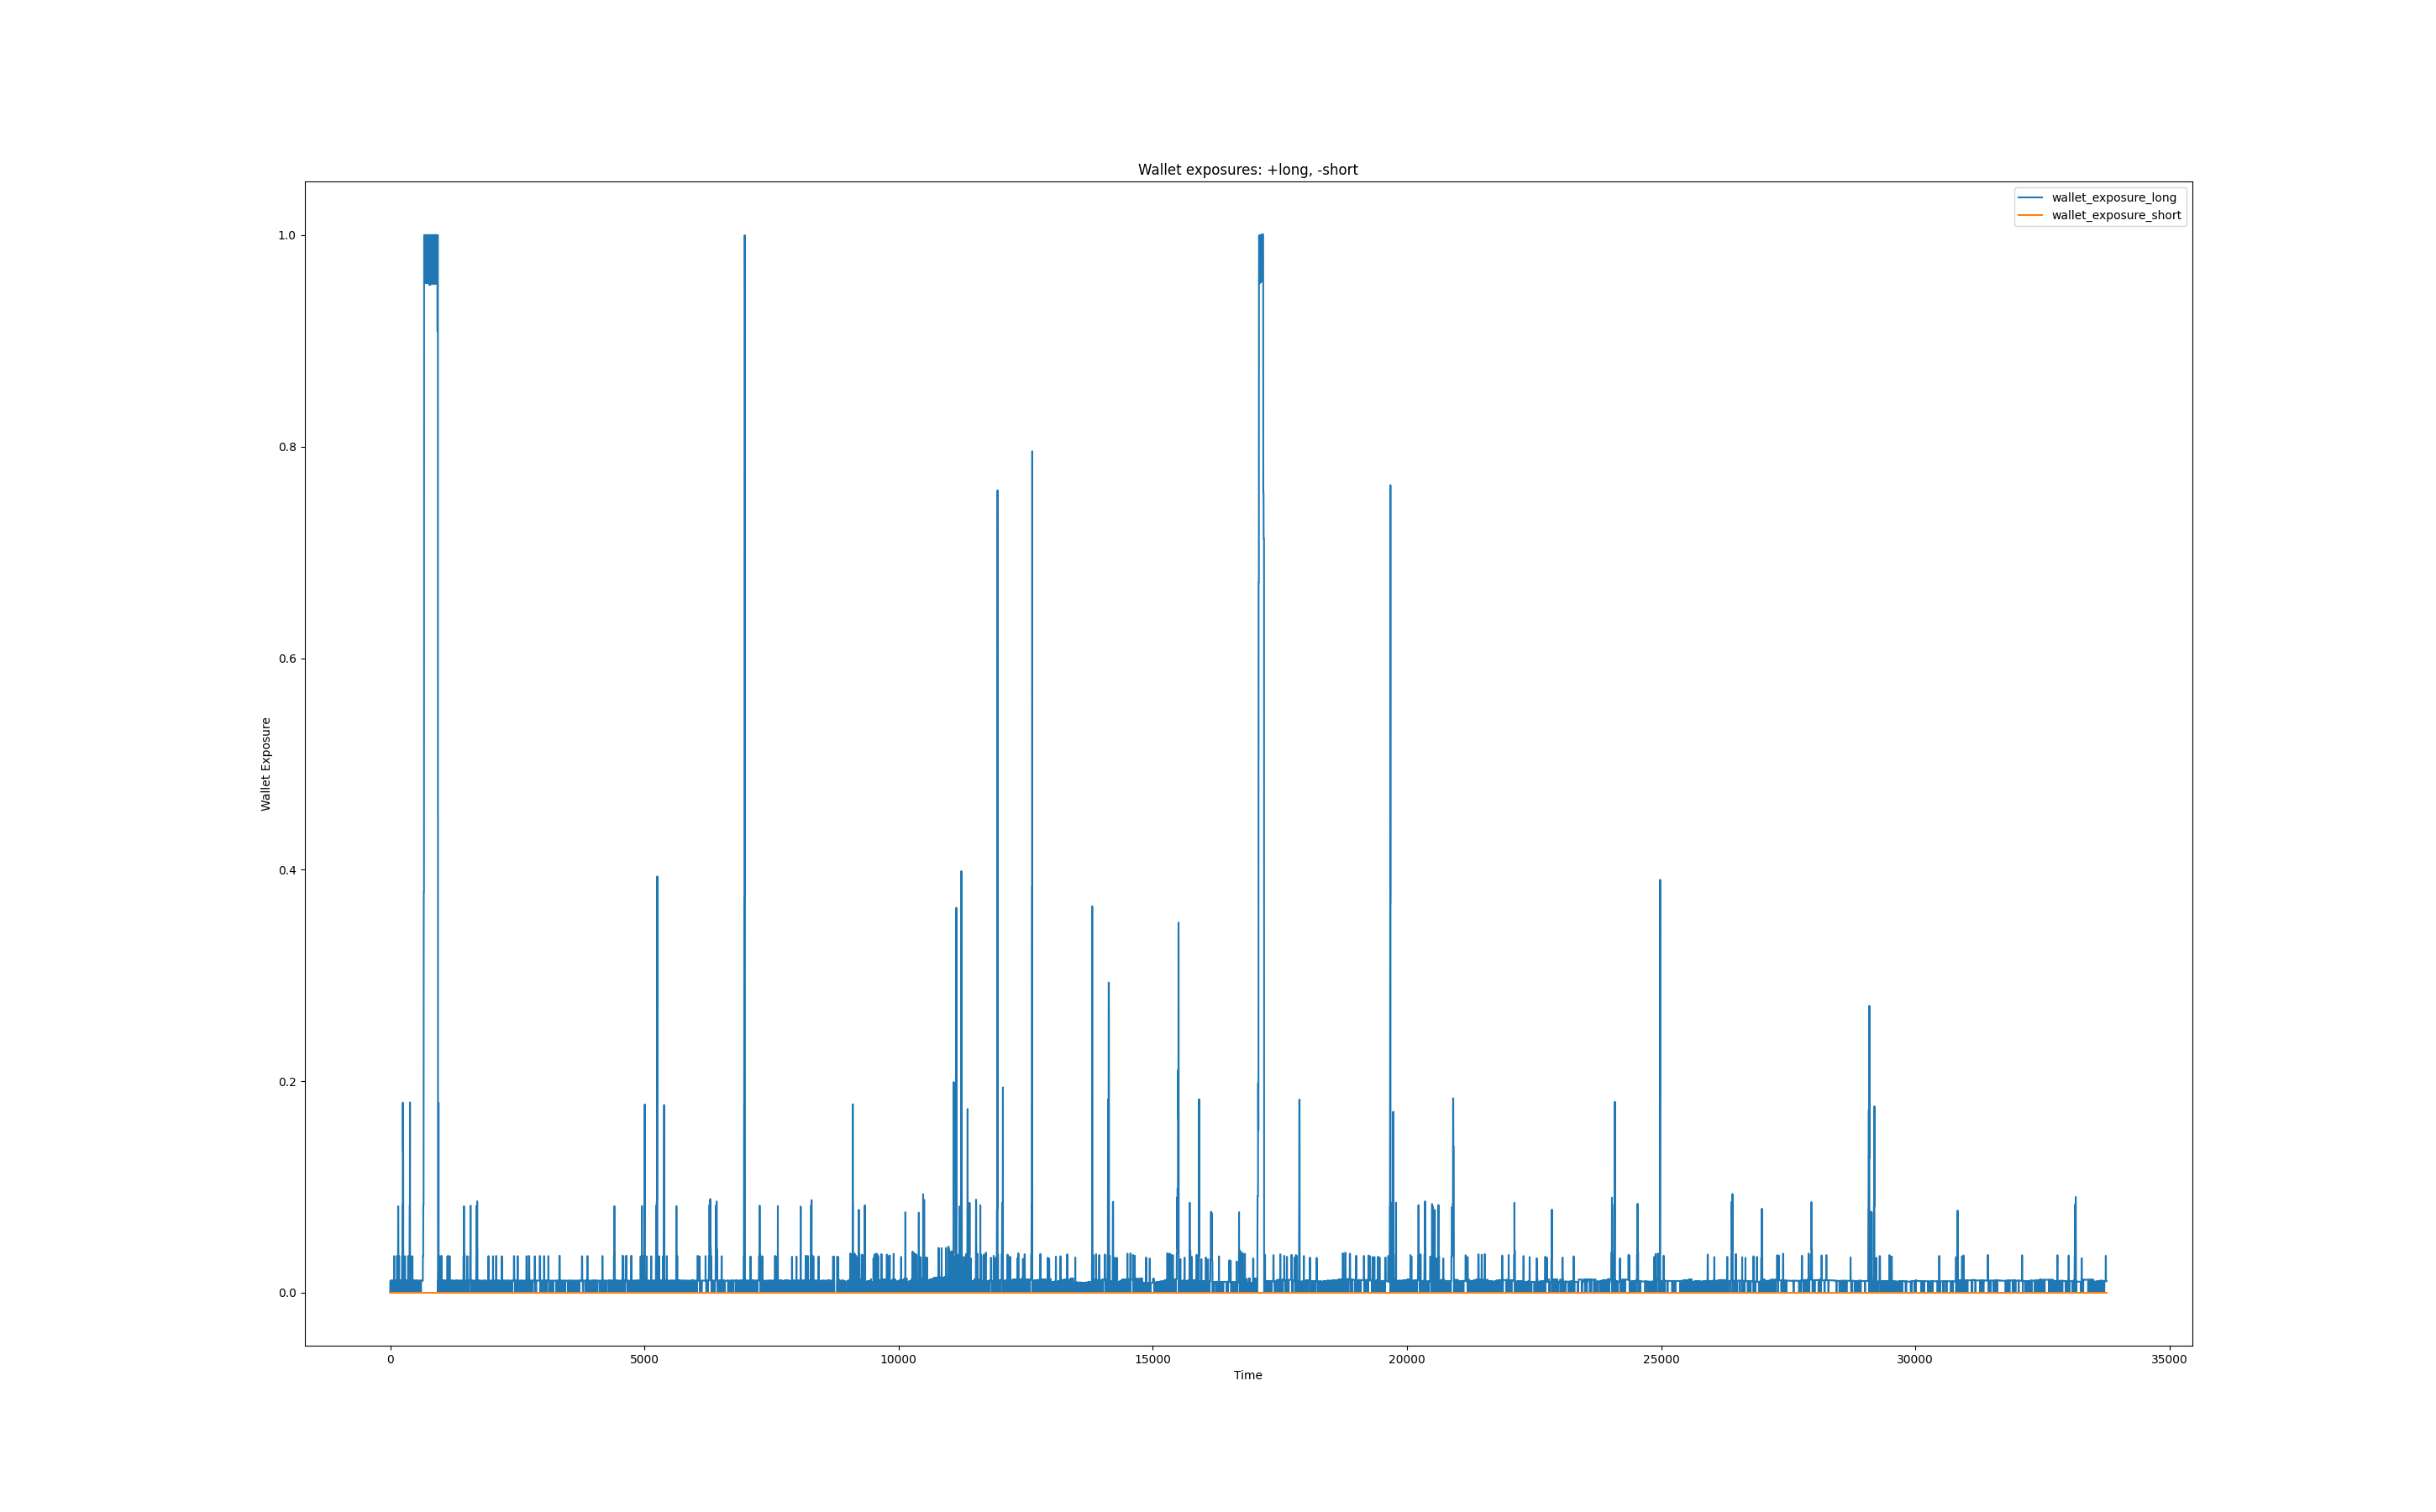 Wallet exposures: +long, -short
wallet_exposure_long
wallet_exposure_short
1.0
0.8
0.6
0.4
0.2
0.0
Wallet Exposure
0 5000 10000 15000 20000 25000 30000 35000
Time